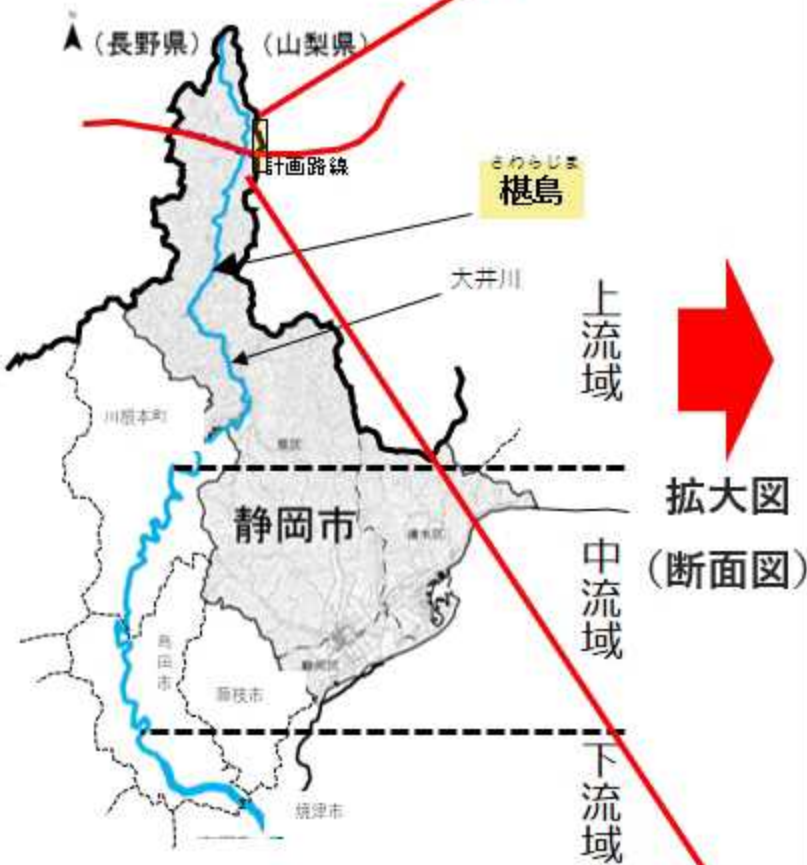 N
(長野県) (山梨県)
計画路線
さわらじま
椹島
大井川
上流域
川根本町
葵区
拡大図
静岡市
清水区
(断面図)
中流域
島田市
駿河区
藤枝市
下流域
焼津市